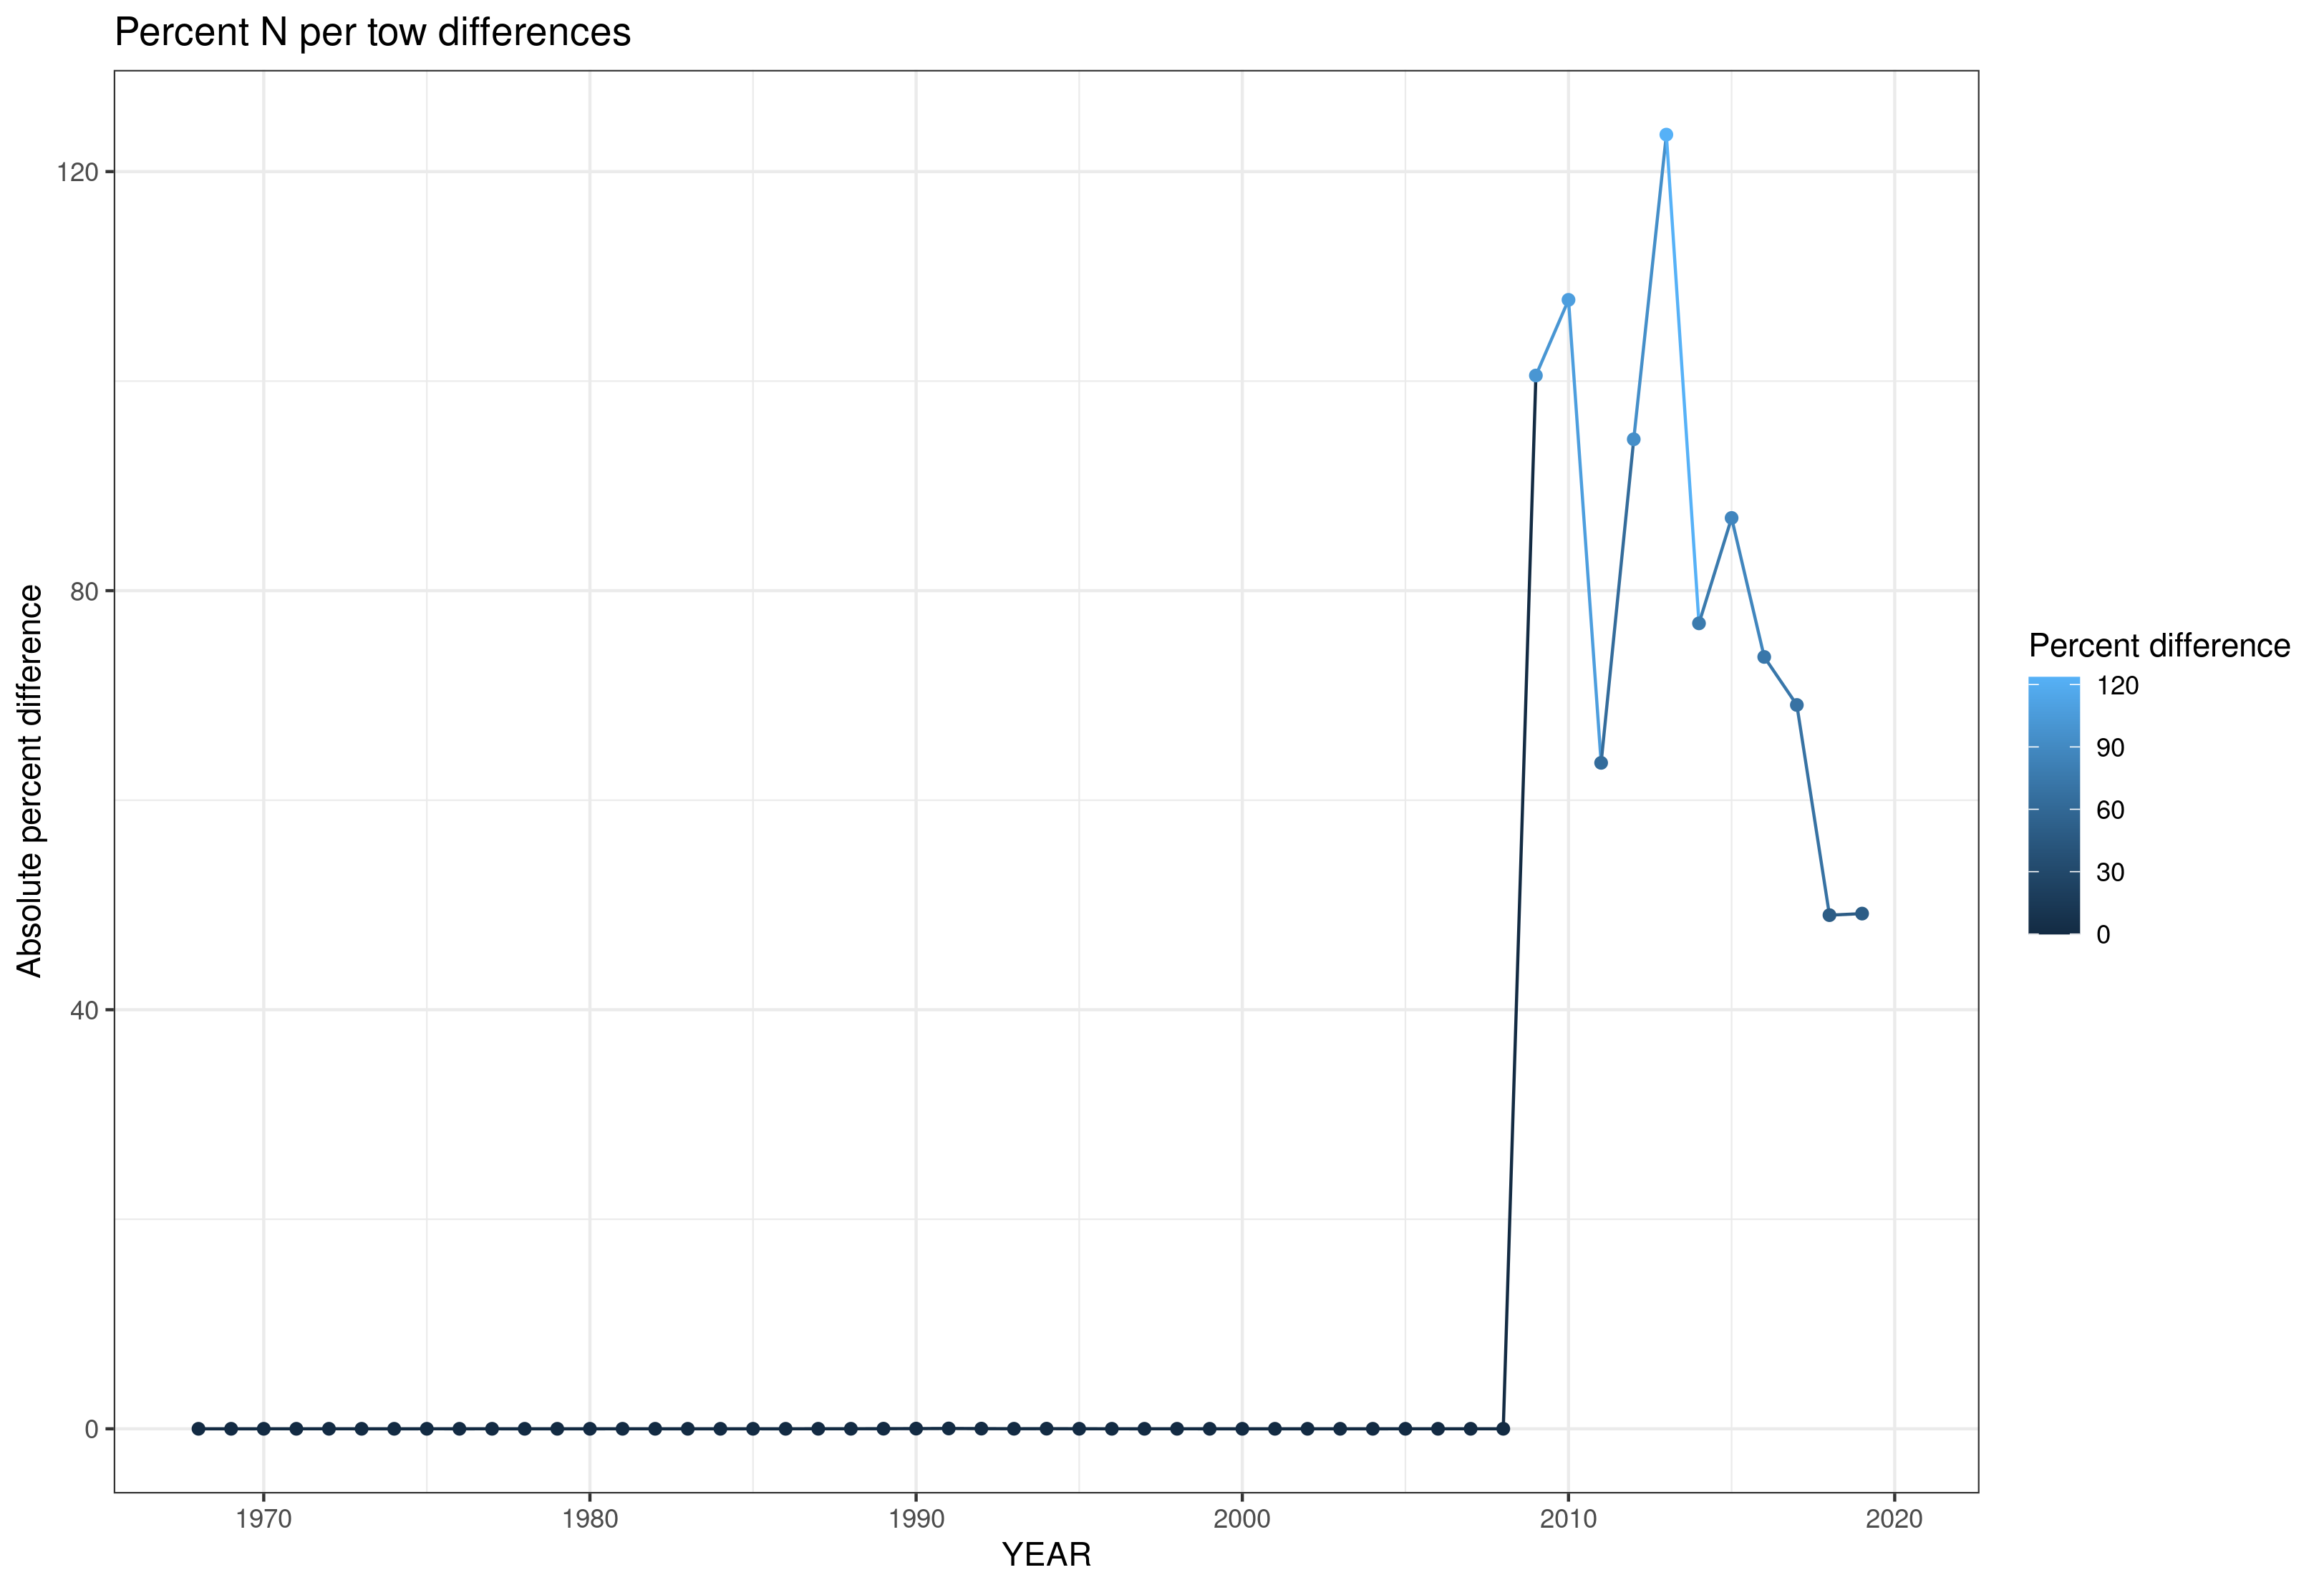 Percent N per tow differences
Absolute percent difference
120
80
40
0
1970 1980 1990 2000 2010 2020
YEAR
Percent difference
120
90
60
30
0